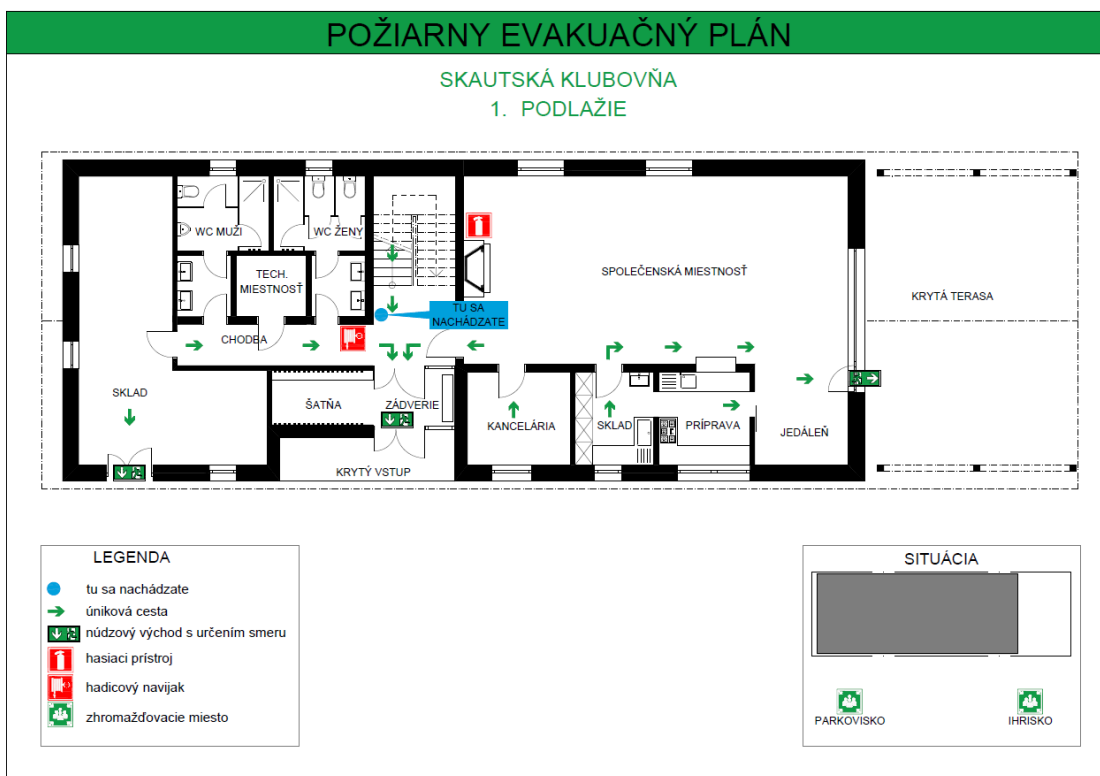 POŽIARNY EVAKUAČNÝ PLÁN
SKAUTSKÁ KLUBOVŇA
1. PODLAŽIE
WC MUŽI
WC ŽENY
TECH.
MIESTNOSŤ
SPOLOČENSKÁ MIESTNOSŤ
KRYTÁ TERASA
TU SA
NACHÁDZATE
CHODBA
SKLAD
ŠATŇA
ZÁDVERIE
KANCELÁRIA
SKLAD
PRÍPRAVA
JEDÁLEŇ
KRYTÝ VSTUP
LEGENDA
tu sa nachádzate
úniková cesta
núdzový východ s určením smeru
hasiaci prístroj
hadicový navijak
zhromažďovacie miesto
SITUÁCIA
PARKOVISKO
IHRISKO